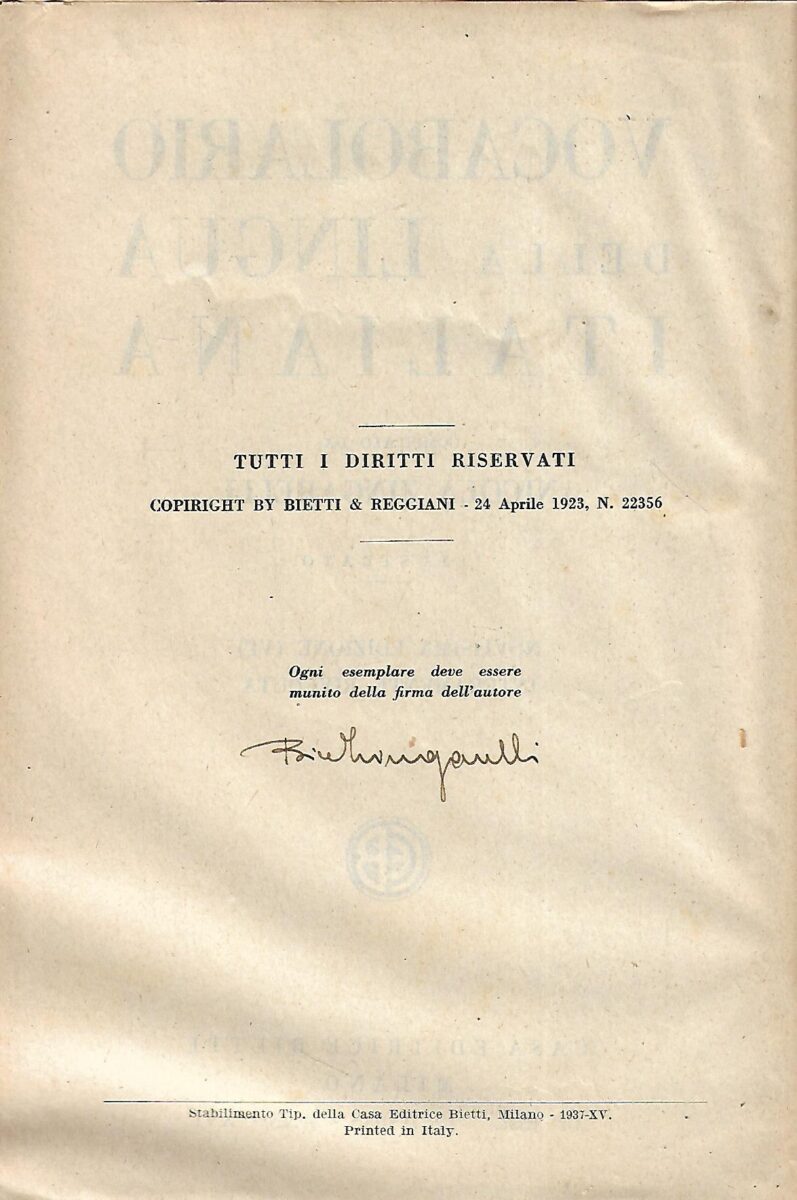 TUTTI I DIRITTI RISERVATI
COPIRIGHT BY BIETTI & REGGIANI - 24 Aprile 1923, N. 22356
Ogni esemplare deve essere
munito della firma dell'autore
Stabilimento Tip. della Casa Editrice Bietti, Milano - 1937-XV.
Printed in Italy.